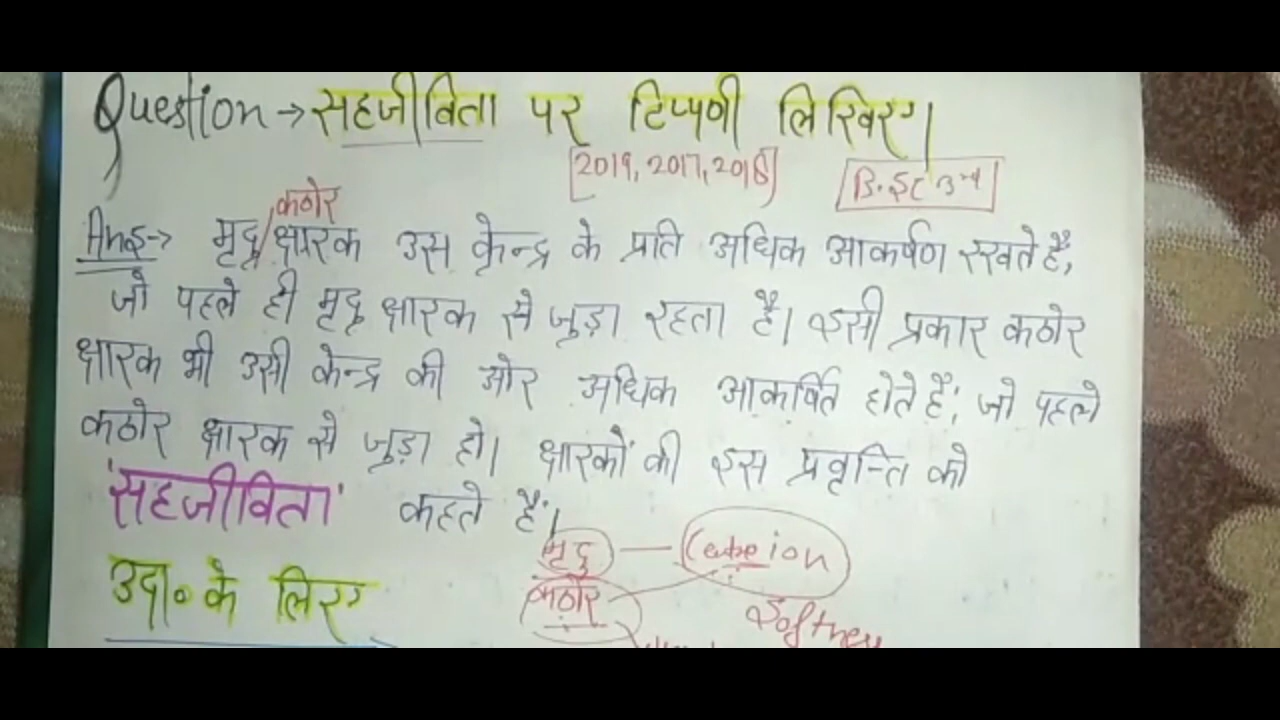 Question → सहजीविता पर टिप्पणी लिखिए।
[2019, 2017, 2018]
B.Sc 3rd
कठोर
Ans→ मृदु/क्षारक उस केन्द्र के प्रति अधिक आकर्षण रखते हैं,
जो पहले ही मृदु क्षारक से जुड़ा रहता है। इसी प्रकार कठोर
क्षारक भी उसी केन्द्र की ओर अधिक आकर्षित होते हैं, जो पहले
कठोर क्षारक से जुड़ा हो। क्षारकों की इस प्रवृत्ति को
'सहजीविता' कहते हैं।
मृदु —
कठोर
उदा० के लिए